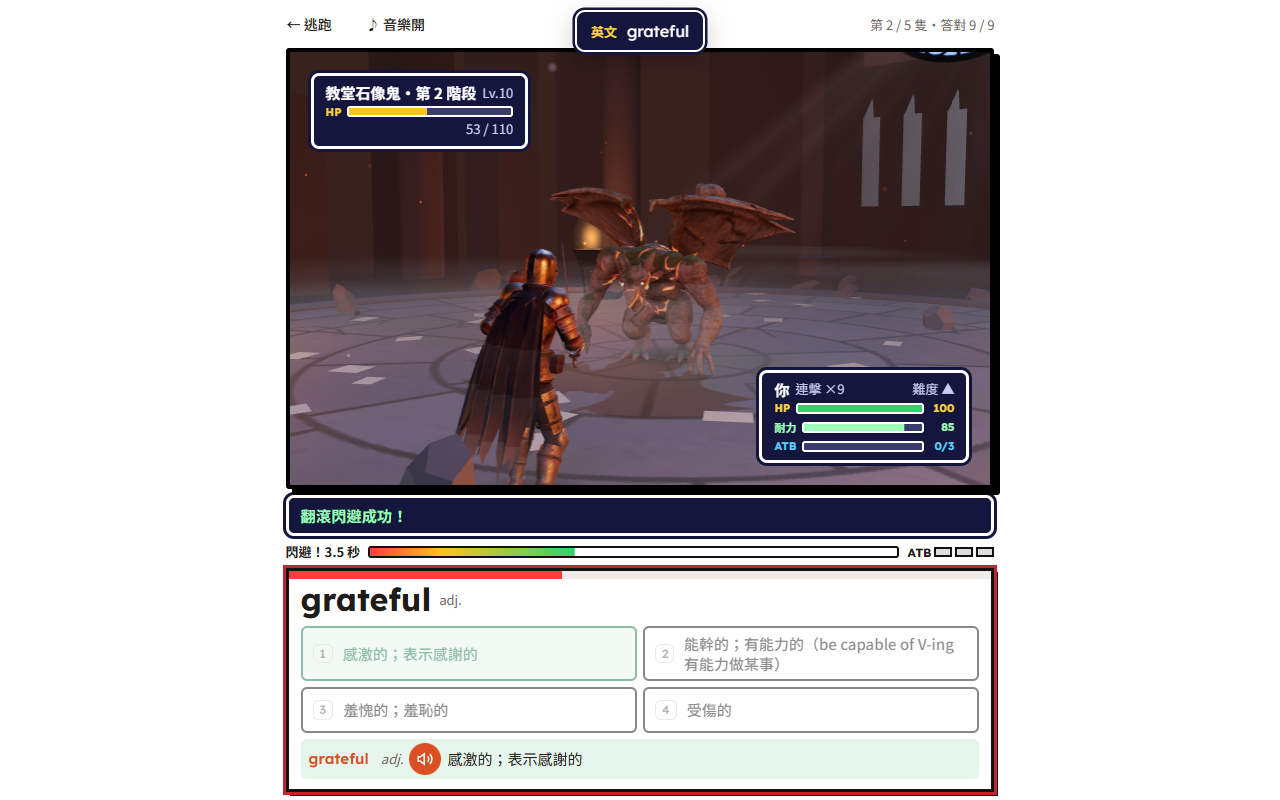 ← 逃跑
♪ 音樂開
英文 grateful
第 2 / 5 隻・答對 9 / 9
教堂石像鬼・第 2 階段 Lv.10
HP
53 / 110
你 連擊 ×9 難度 ▲
HP 100
耐力 85
ATB 0/3
翻滾閃避成功！
閃避！3.5 秒
ATB
grateful adj.
1 感激的；表示感謝的
2 能幹的；有能力的（be capable of V-ing
有能力做某事）
3 羞愧的；羞恥的
4 受傷的
grateful adj. 感激的；表示感謝的